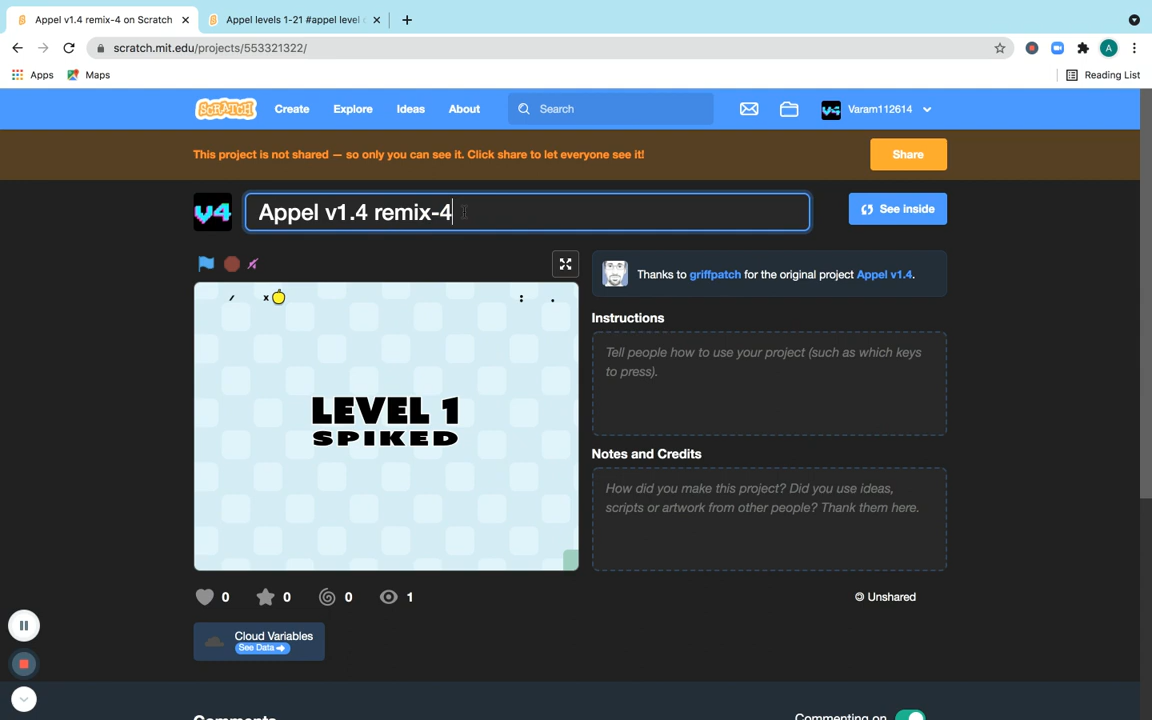 Appel v1.4 remix-4 on Scratch
Appel levels 1-21 #appel level
scratch.mit.edu/projects/553321322/
A
Apps
Maps
Reading List
SCRATCH
Create
Explore
Ideas
About
Search
v4
Varam112614
This project is not shared — so only you can see it. Click share to let everyone see it!
Share
v4
Appel v1.4 remix-4
See inside
Thanks to griffpatch for the original project Appel v1.4.
Instructions
Tell people how to use your project (such as which keys
to press).
/ x : .
LEVEL 1
SPIKED
Notes and Credits
How did you make this project? Did you use ideas,
scripts or artwork from other people? Thank them here.
0
0
0
1
Unshared
Cloud Variables
See Data
Comments
Commenting on